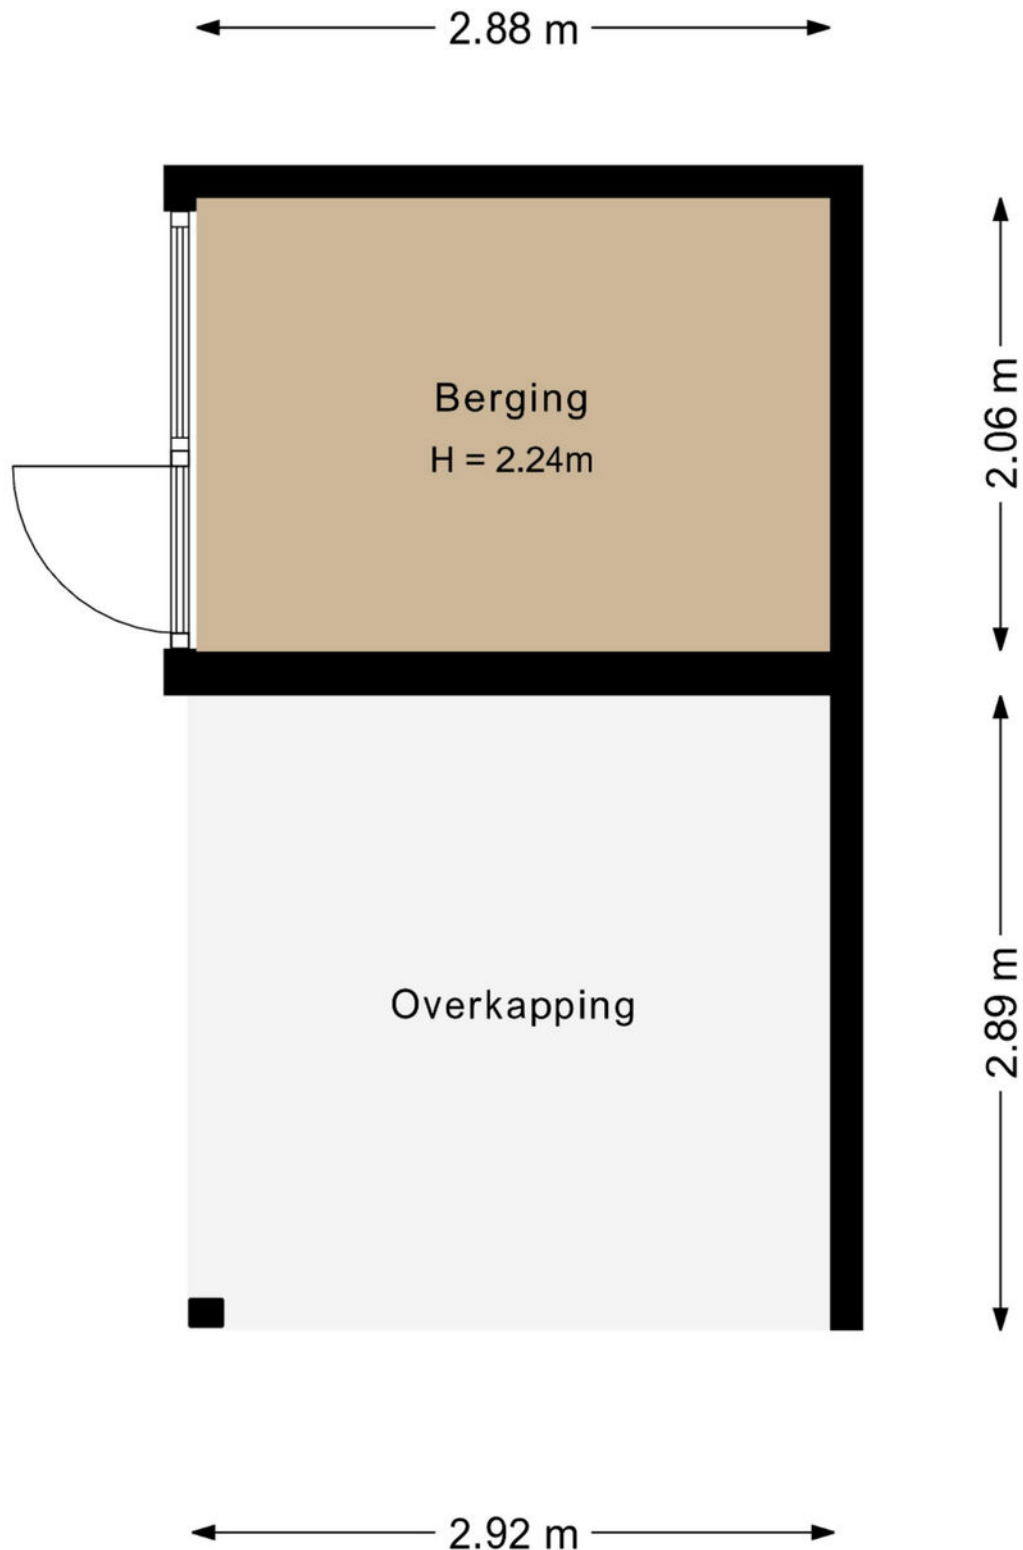 2.88 m
Berging
H = 2.24m
2.06 m
Overkapping
2.89 m
2.92 m